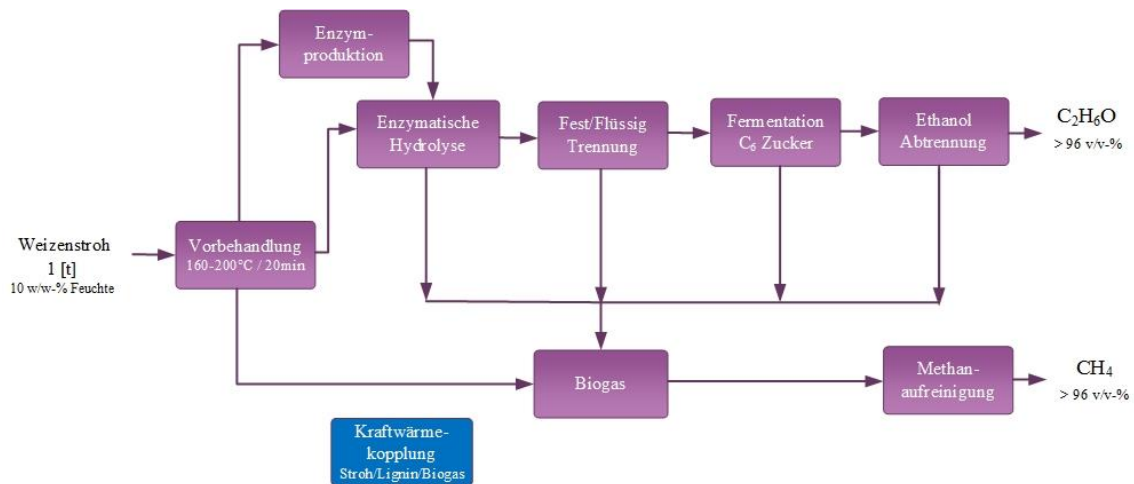 Enzym-
produktion
Enzymatische
Hydrolyse
Fest/Flüssig
Trennung
Fermentation
C₆ Zucker
Ethanol
Abtrennung
C₂H₆O
> 96 v/v-%
Weizenstroh
1 [t]
10 w/w-% Feuchte
Vorbehandlung
160-200°C / 20min
Biogas
Methan-
aufreinigung
CH₄
> 96 v/v-%
Kraftwärme-
kopplung
Stroh/Lignin/Biogas